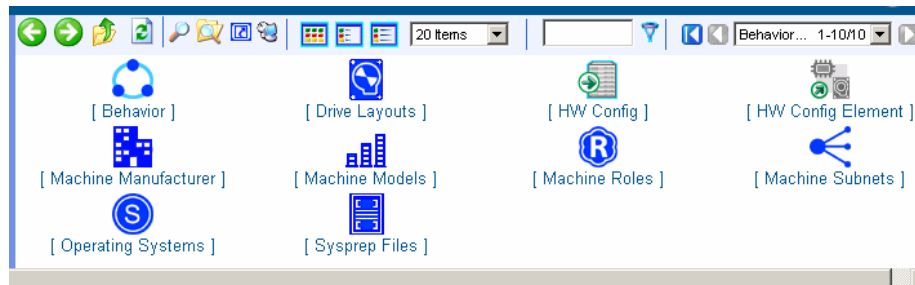 20 Items Behavior... 1-10/10
[ Behavior ] [ Drive Layouts ] [ HW Config ] [ HW Config Element ]
R
[ Machine Manufacturer ] [ Machine Models ] [ Machine Roles ] [ Machine Subnets ]
S
[ Operating Systems ] [ Sysprep Files ]